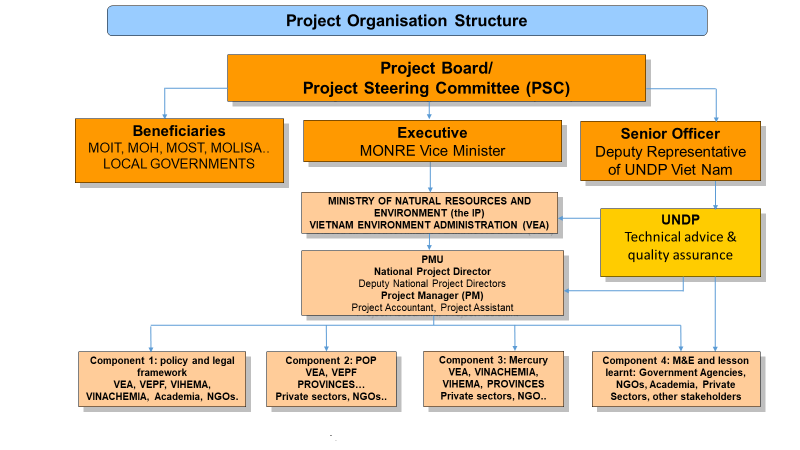 Project Organisation Structure
Project Board/
Project Steering Committee (PSC)
Beneficiaries
MOIT, MOH, MOST, MOLISA..
LOCAL GOVERNMENTS
Executive
MONRE Vice Minister
Senior Officer
Deputy Representative
of UNDP Viet Nam
MINISTRY OF NATURAL RESOURCES AND
ENVIRONMENT (the IP)
VIETNAM ENVIRONMENT ADMINISTRATION (VEA)
UNDP
Technical advice &
quality assurance
PMU
National Project Director
Deputy National Project Directors
Project Manager (PM)
Project Accountant, Project Assistant
Component 1: policy and legal
framework
VEA, VEPF, VIHEMA,
VINACHEMIA, Academia, NGOs.
Component 2: POP
VEA, VEPF
PROVINCES…
Private sectors, NGOs..
Component 3: Mercury
VEA, VINACHEMIA,
VIHEMA, PROVINCES
Private sectors, NGO..
Component 4: M&E and lesson
learnt: Government Agencies,
NGOs, Academia, Private
Sectors, other stakeholders